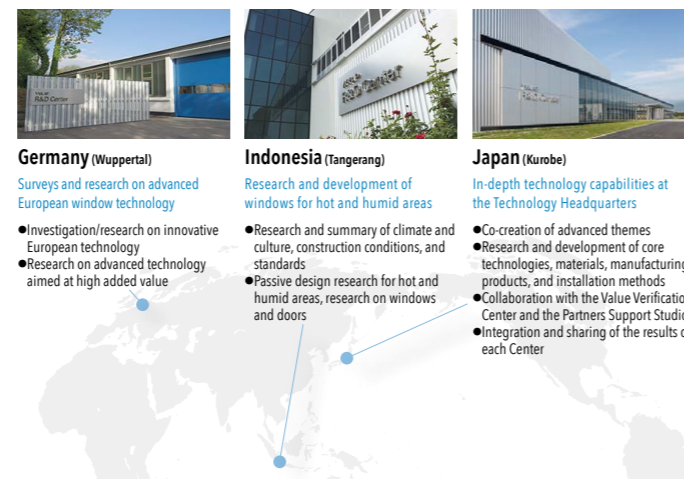 R&D Center
R&D Center
R&D Center
Germany (Wuppertal)
Surveys and research on advanced
European window technology
●Investigation/research on innovative
European technology
●Research on advanced technology
aimed at high added value
Indonesia (Tangerang)
Research and development of
windows for hot and humid areas
●Research and summary of climate and
culture, construction conditions, and
standards
●Passive design research for hot and
humid areas, research on windows
and doors
Japan (Kurobe)
In-depth technology capabilities at
the Technology Headquarters
●Co-creation of advanced themes
●Research and development of core
technologies, materials, manufacturing
products, and installation methods
●Collaboration with the Value Verificatio
Center and the Partners Support Studio
●Integration and sharing of the results o
each Center